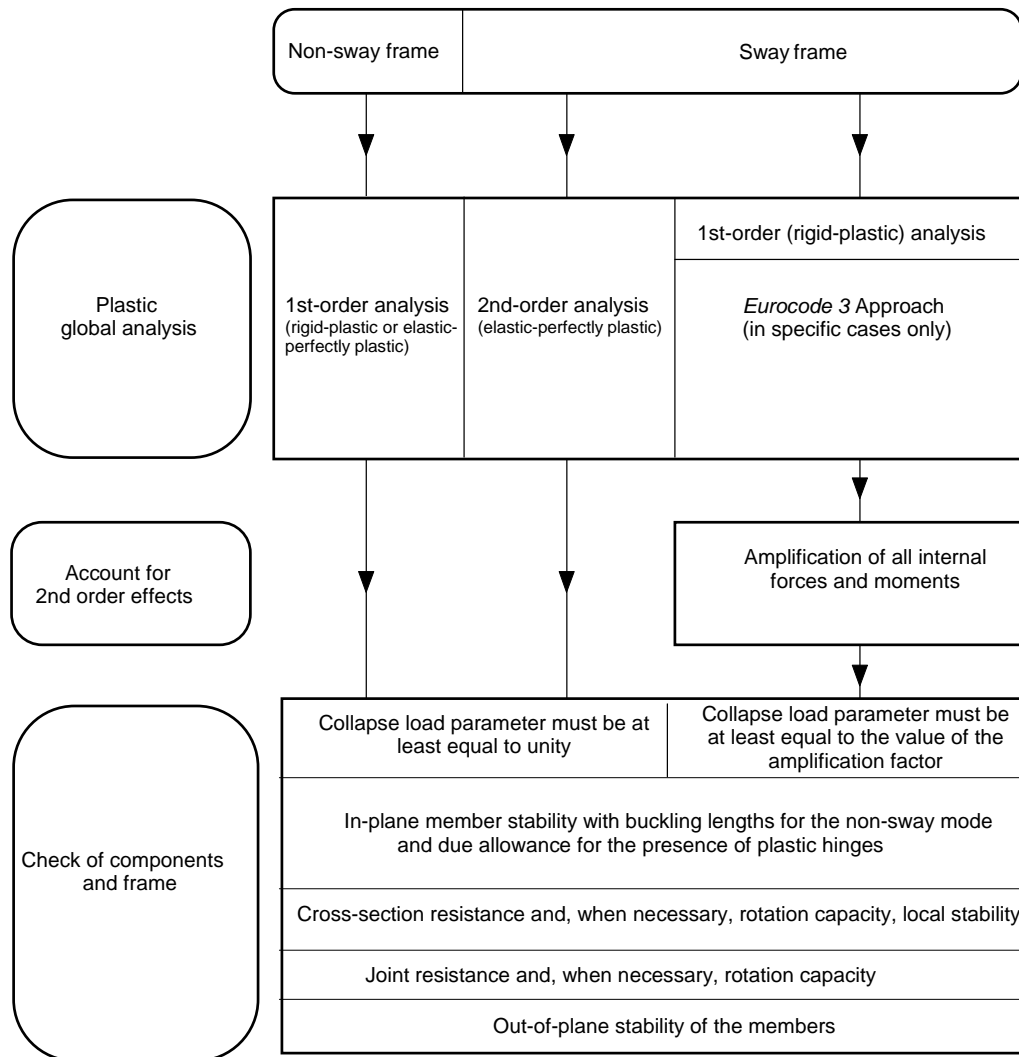 Non-sway frame
Sway frame
Plastic
global analysis
1st-order analysis
(rigid-plastic or elastic-
perfectly plastic)
2nd-order analysis
(elastic-perfectly plastic)
1st-order (rigid-plastic) analysis
Eurocode 3 Approach
(in specific cases only)
Account for
2nd order effects
Amplification of all internal
forces and moments
Check of components
and frame
Collapse load parameter must be at
least equal to unity
Collapse load parameter must be
at least equal to the value of the
amplification factor
In-plane member stability with buckling lengths for the non-sway mode
and due allowance for the presence of plastic hinges
Cross-section resistance and, when necessary, rotation capacity, local stability
Joint resistance and, when necessary, rotation capacity
Out-of-plane stability of the members